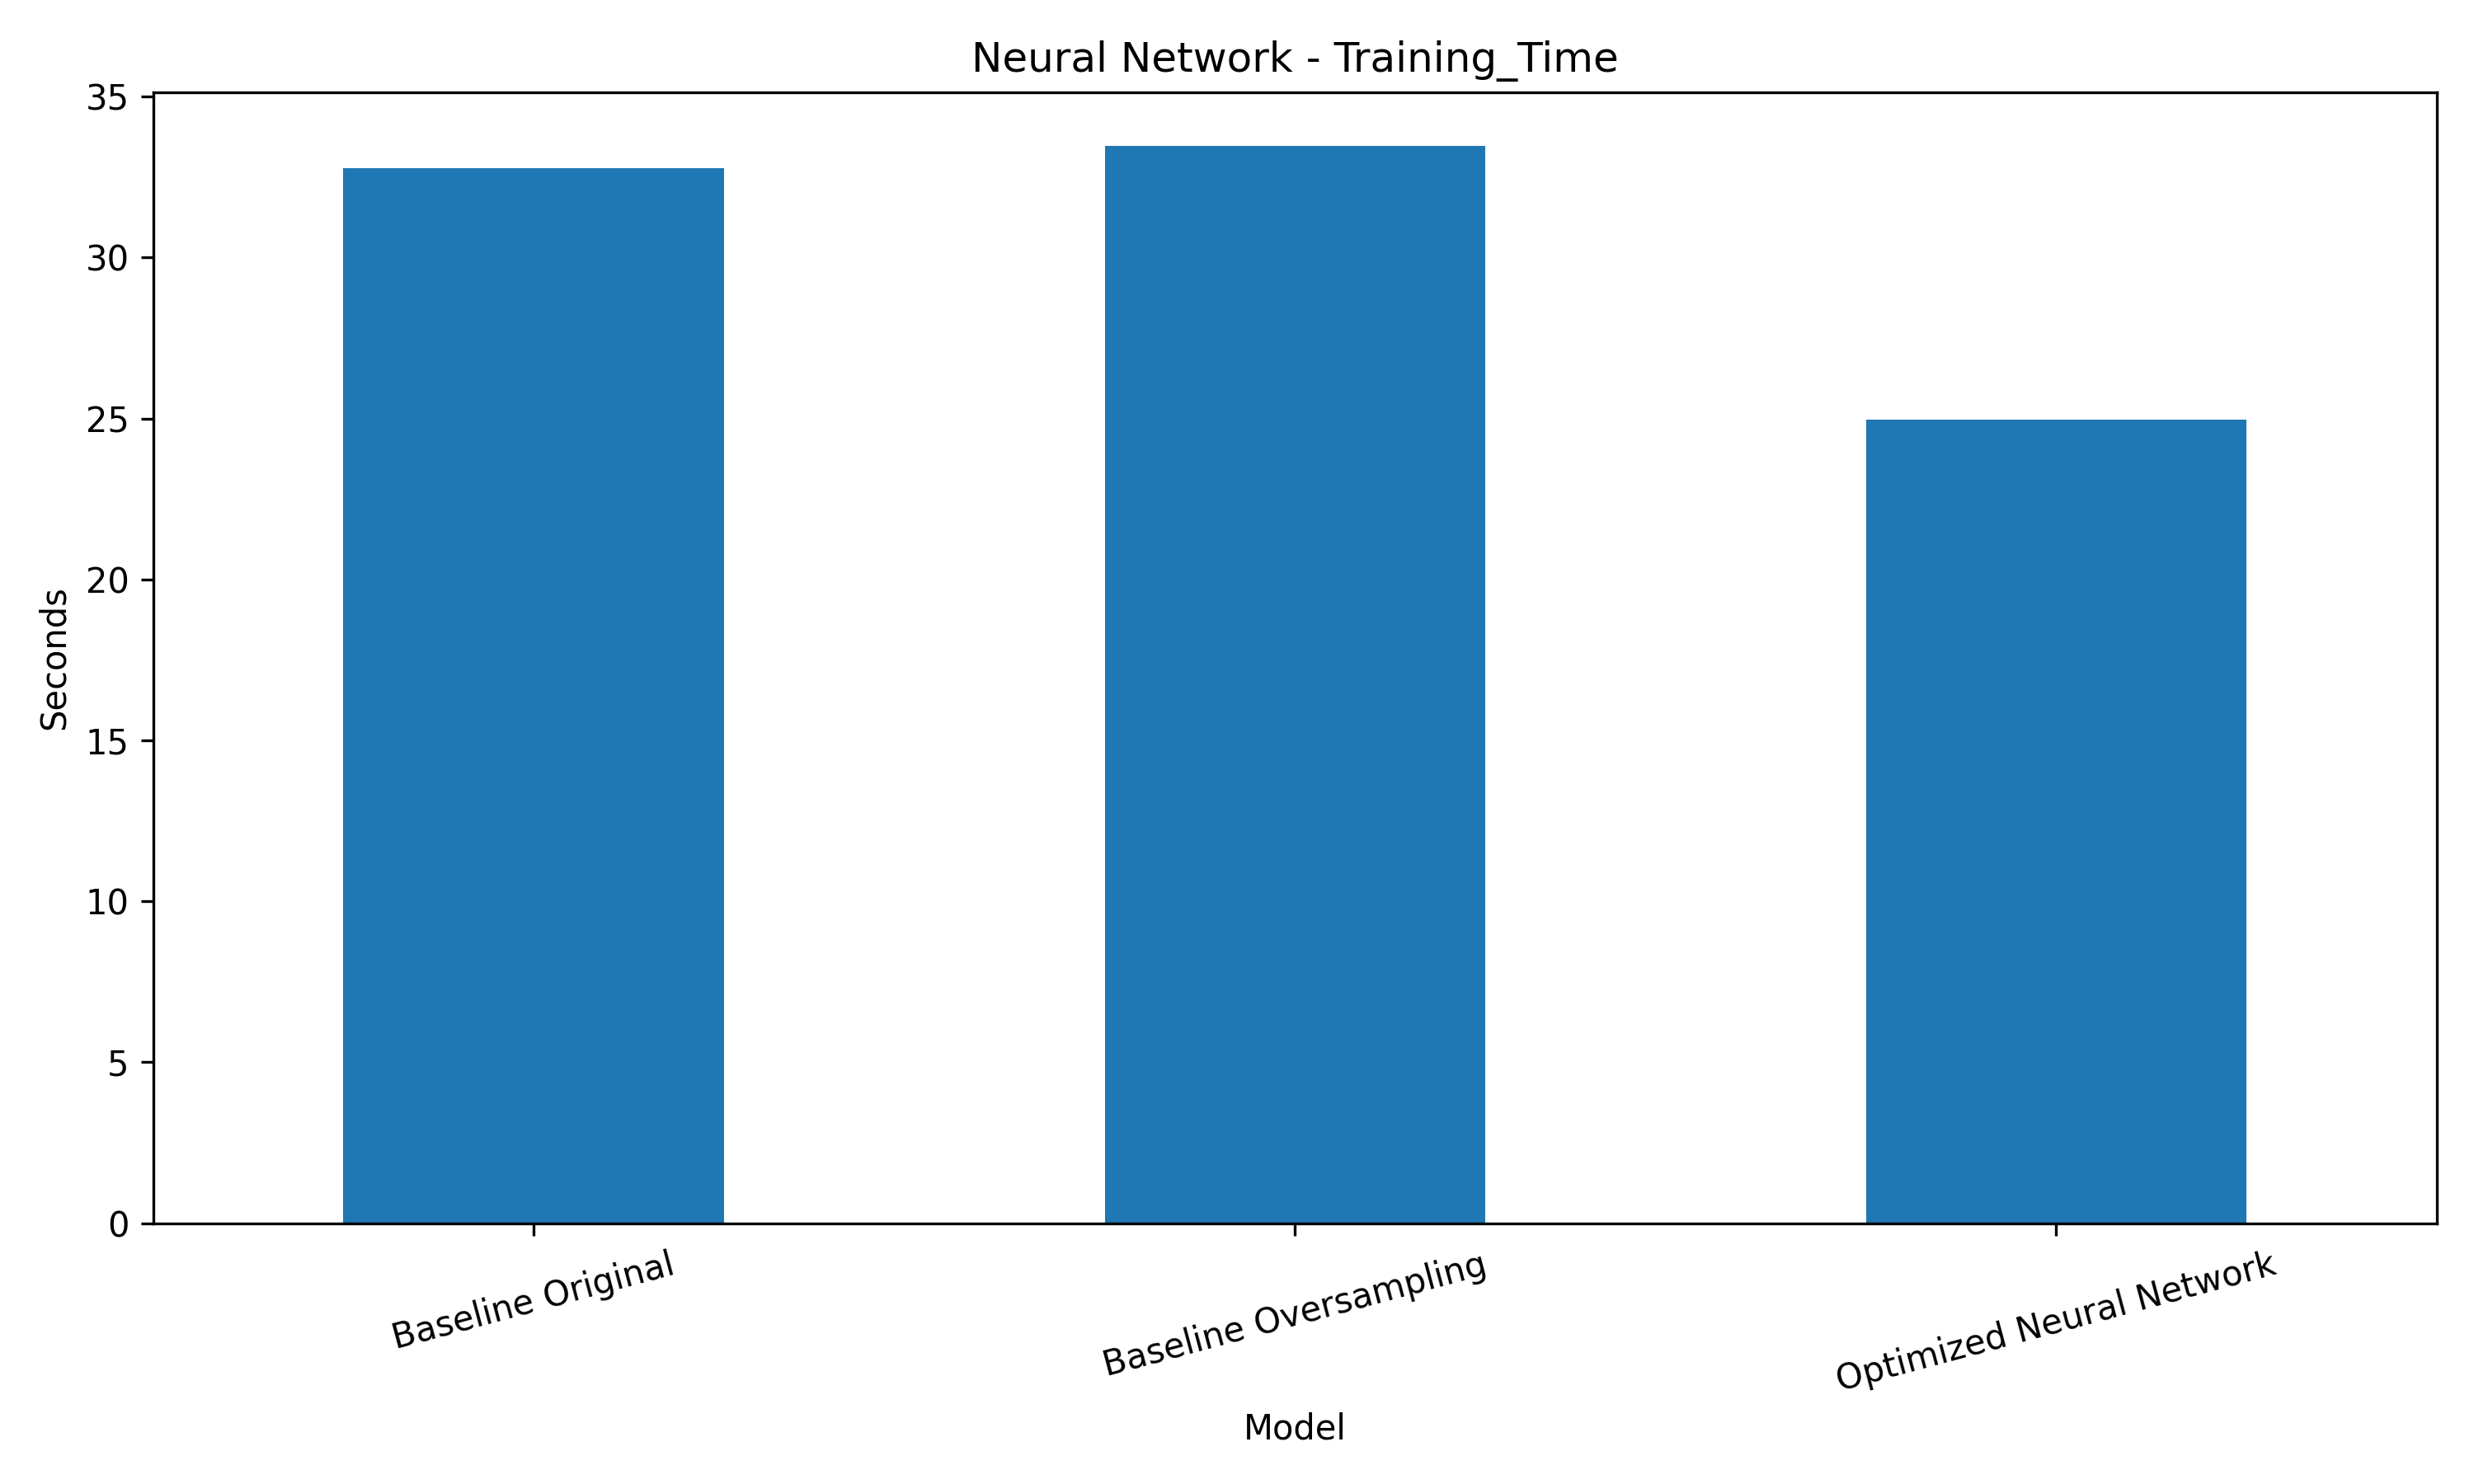 Neural Network - Training_Time
35
30
25
20
15
10
5
0
Seconds
Baseline Original
Baseline Oversampling
Optimized Neural Network
Model